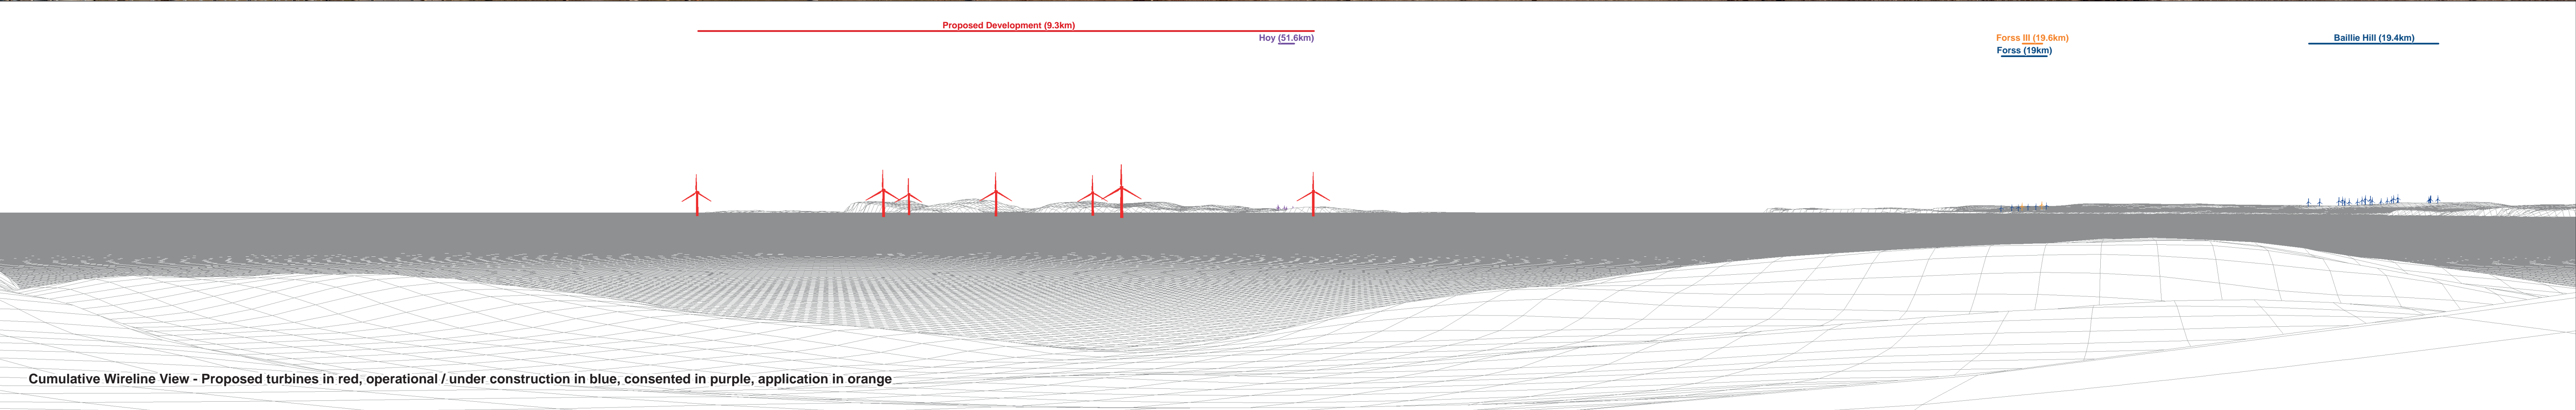 Proposed Development (9.3km)
Hoy (51.6km)
Forss III (19.6km)
Baillie Hill (19.4km)
Forss (19km)
Cumulative Wireline View - Proposed turbines in red, operational / under construction in blue, consented in purple, application in orange